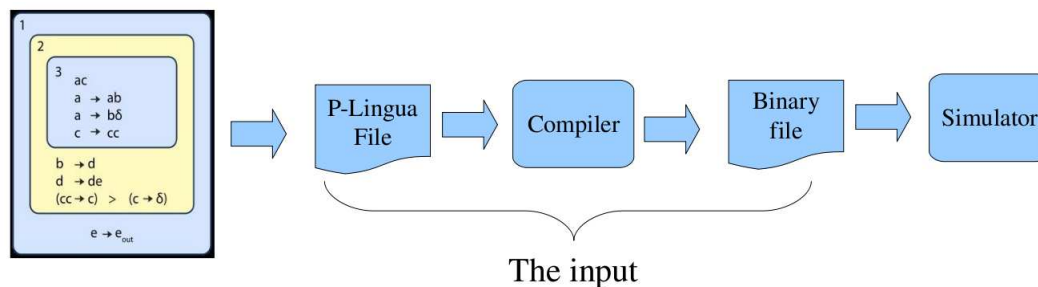 1
2
3
ac
a → ab
a → bδ
c → cc
b → d
d → de
(cc → c) > (c → δ)
e → e_out
P-Lingua
File
Compiler
Binary
file
Simulator
The input